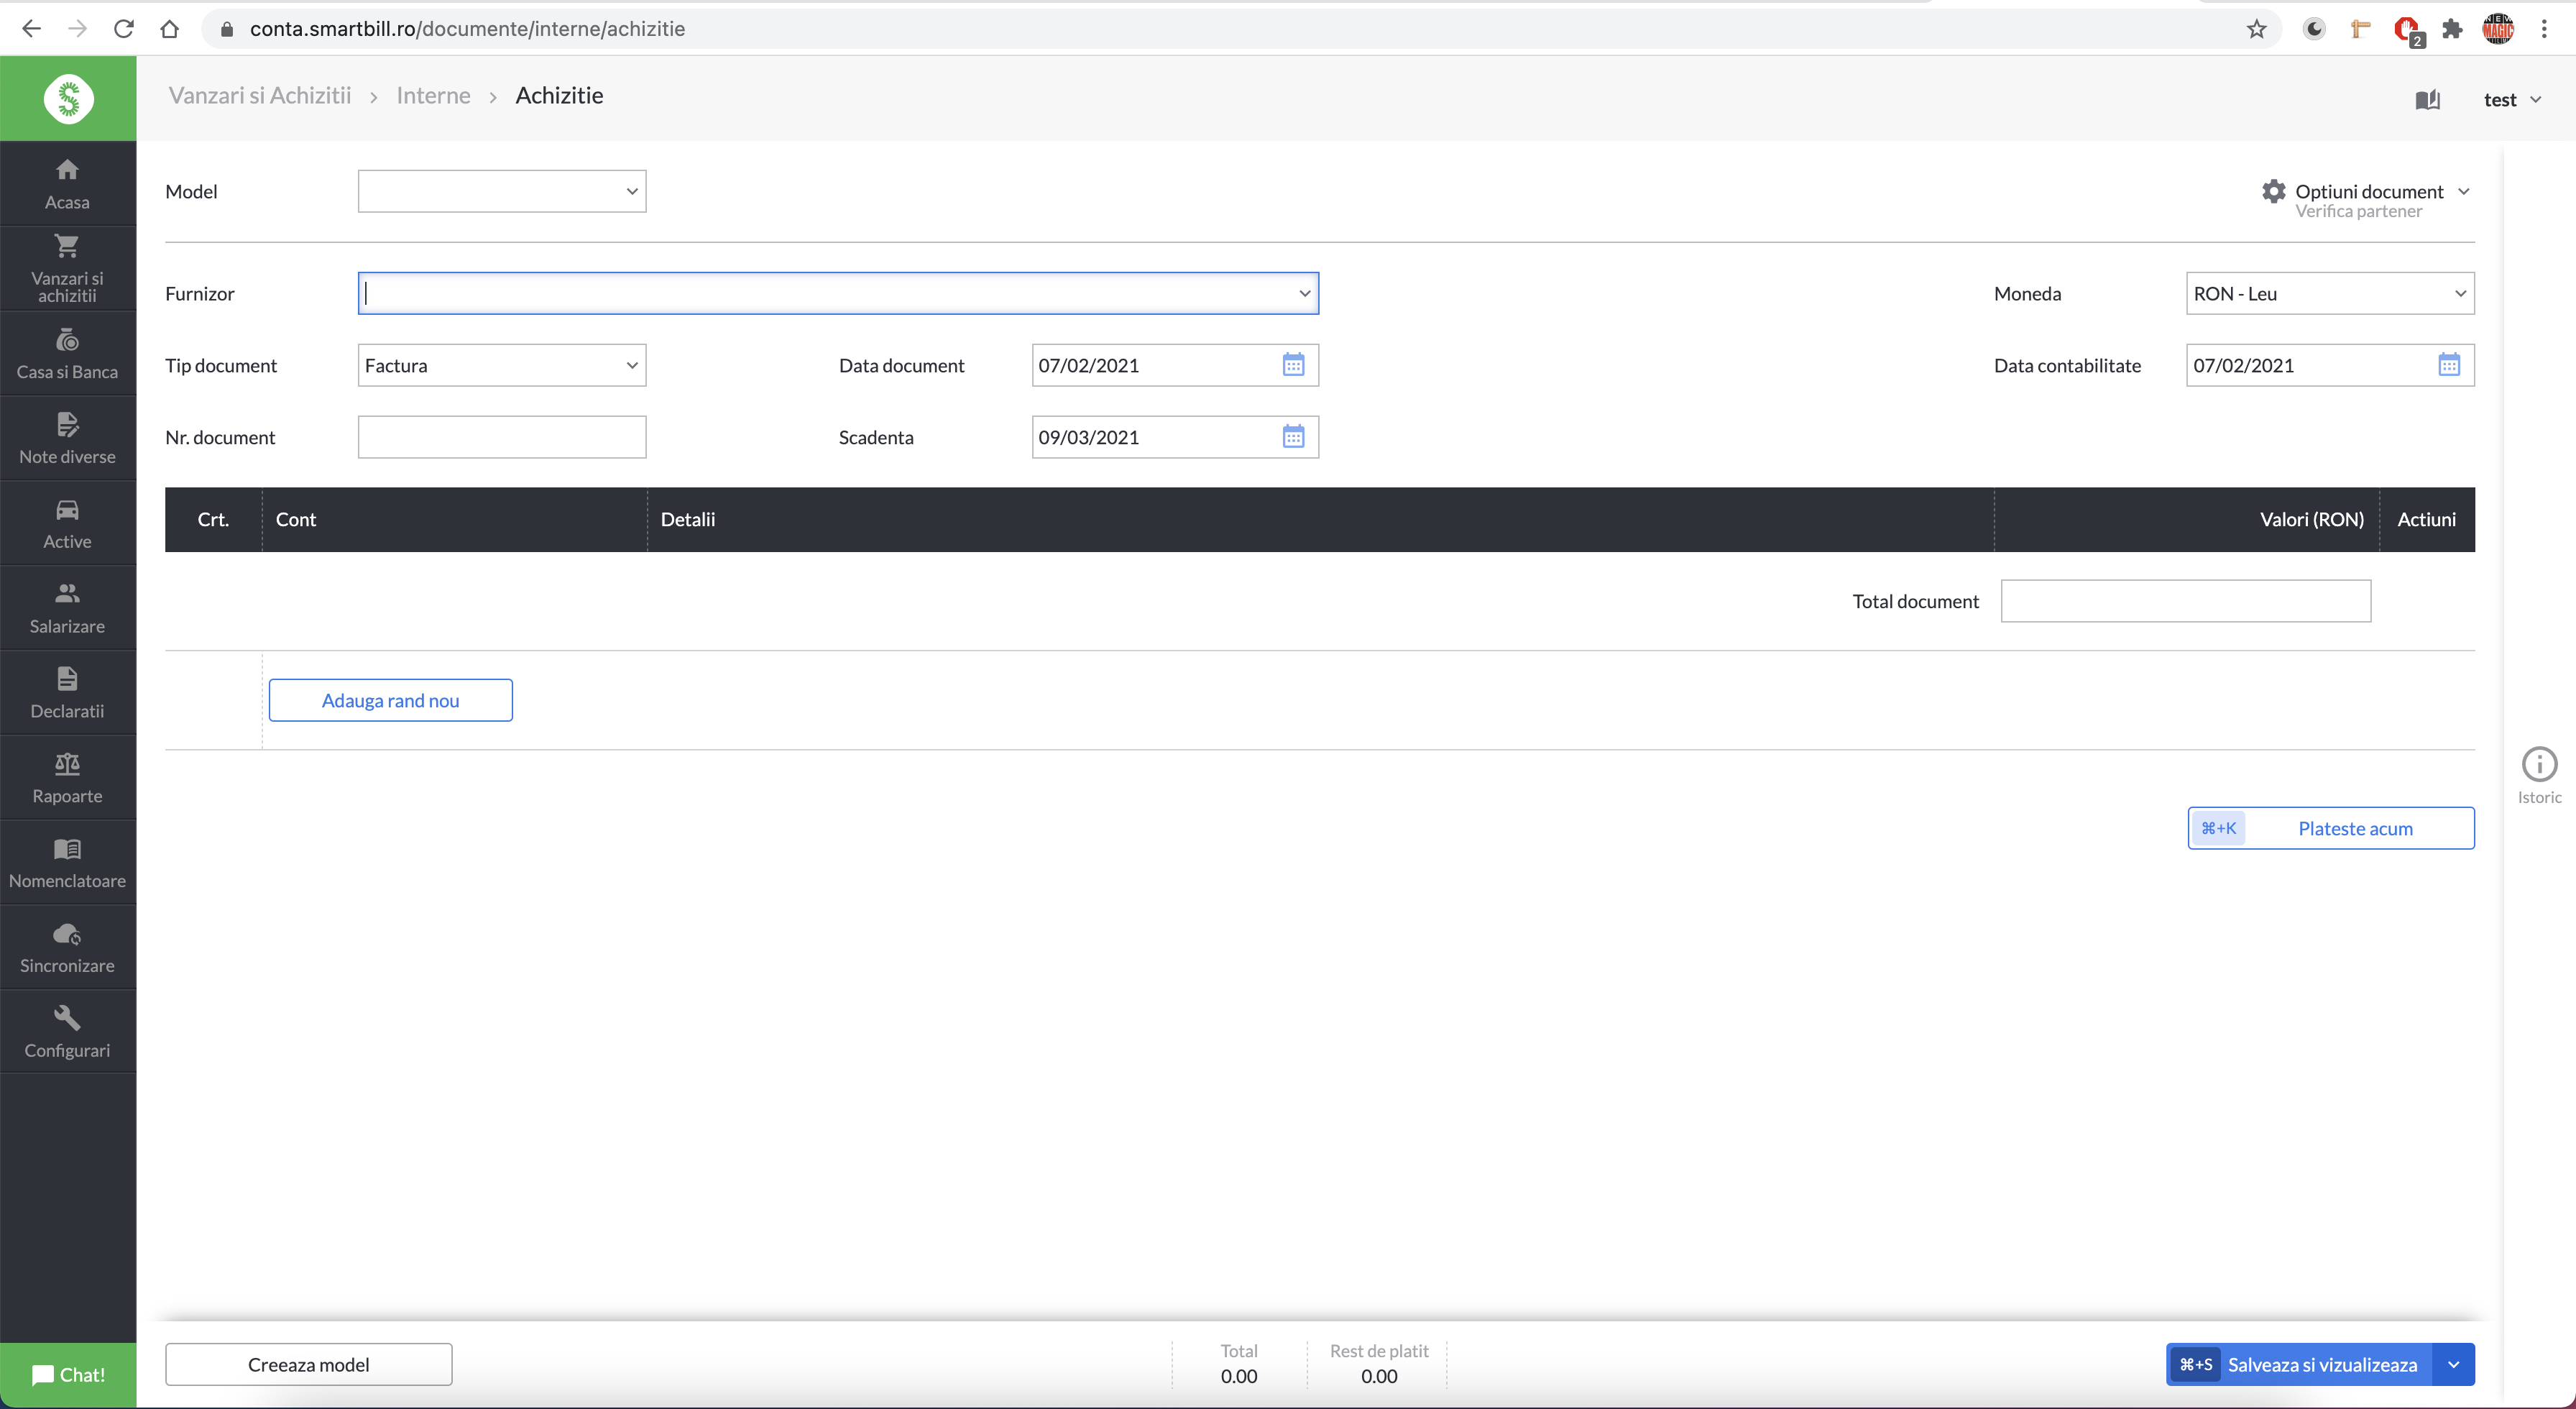 conta.smartbill.ro/documente/interne/achizitie
2
NEW MAGIC
Vanzari si Achizitii > Interne > Achizitie
test
Acasa
Vanzari si achizitii
Casa si Banca
Note diverse
Active
Salarizare
Declaratii
Rapoarte
Nomenclatoare
Sincronizare
Configurari
Chat!
Model
Optiuni document
Verifica partener
Furnizor
Moneda RON - Leu
Tip document Factura
Data document 07/02/2021
Data contabilitate 07/02/2021
Nr. document
Scadenta 09/03/2021
Crt. Cont Detalii Valori (RON) Actiuni
Total document
Adauga rand nou
Istoric
⌘+K Plateste acum
Creeaza model
Total
0.00
Rest de platit
0.00
⌘+S Salveaza si vizualizeaza